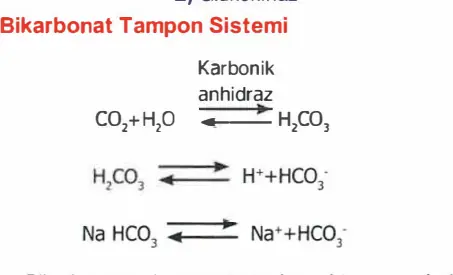 Bikarbonat Tampon Sistemi
Karbonik
anhidraz
CO₂+H₂O ⇄ H₂CO₃
H₂CO₃ ⇄ H⁺+HCO₃⁻
Na HCO₃ ⇄ Na⁺+HCO₃⁻